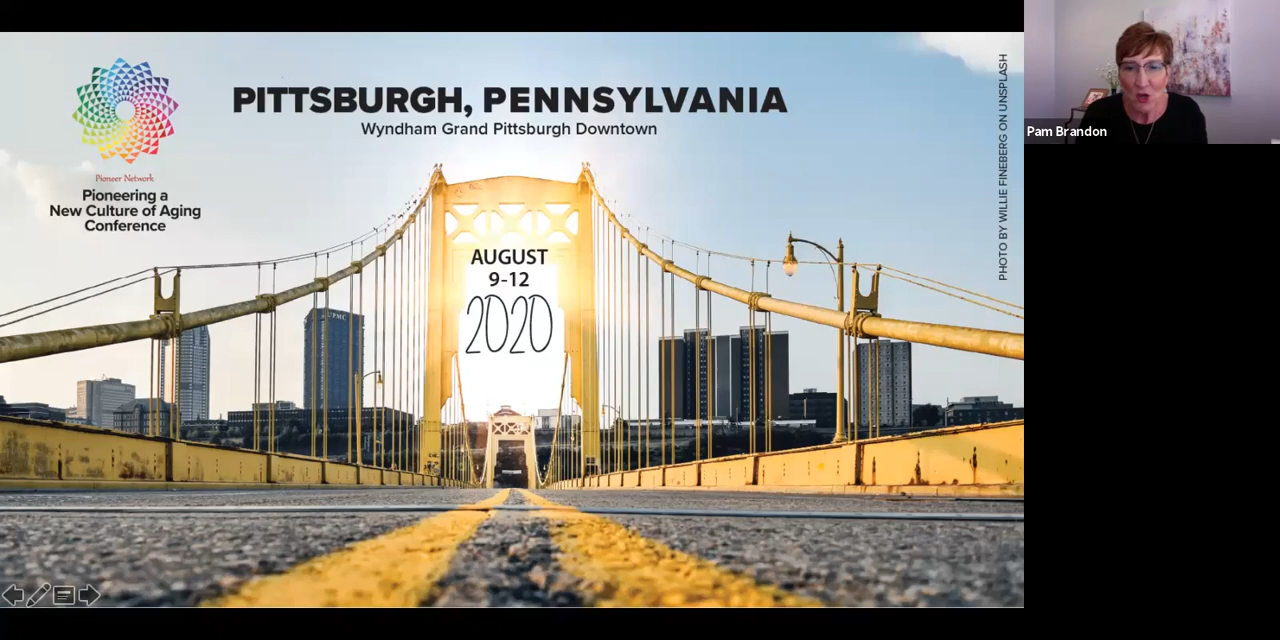 PITTSBURGH, PENNSYLVANIA
Wyndham Grand Pittsburgh Downtown
Pioneer Network
Pioneering a
New Culture of Aging
Conference
AUGUST
9-12
2020
UPMC
PHOTO BY WILLIE FINEBERG ON UNSPLASH
Pam Brandon